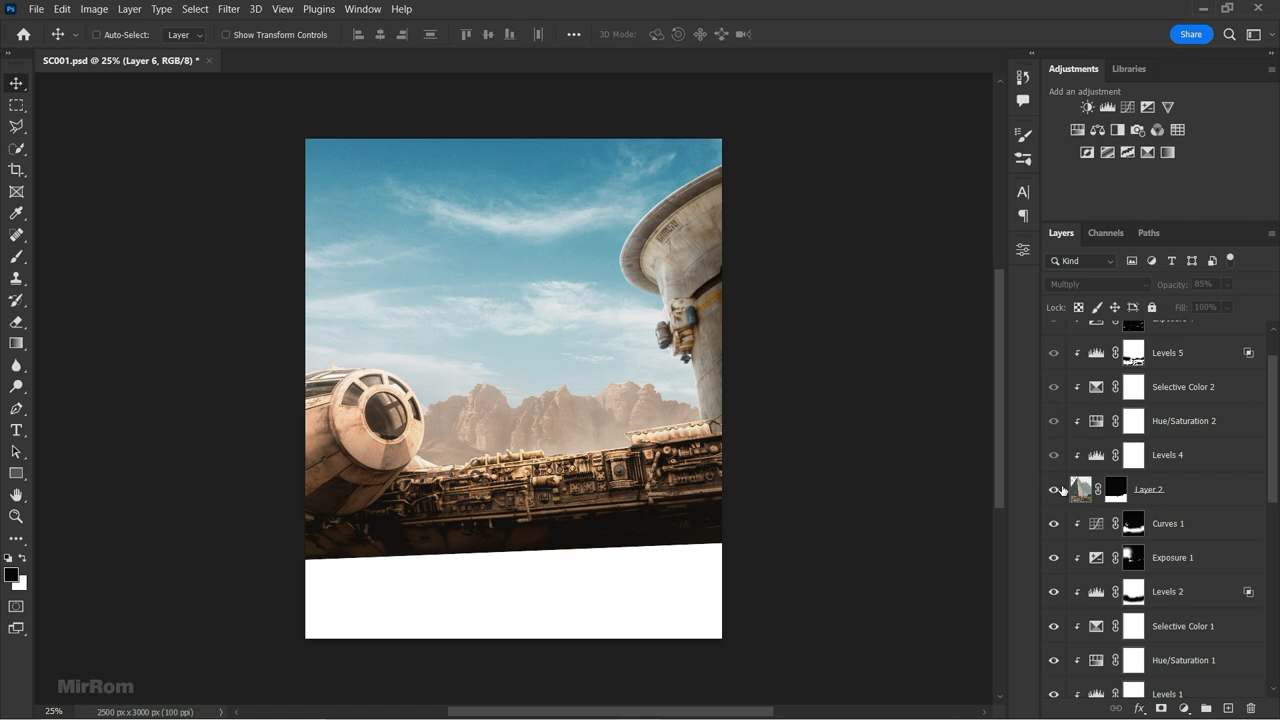 Ps File Edit Image Layer Type Select Filter 3D View Plugins Window Help
Auto-Select: Layer Show Transform Controls 3D Mode: Share
SC001.psd @ 25% (Layer 6, RGB/8) *
Adjustments Libraries
Add an adjustment
Layers Channels Paths
Kind
Multiply Opacity: 85%
Lock: Fill: 100%
Levels 5
Selective Color 2
Hue/Saturation 2
Levels 4
Layer 2
Curves 1
Exposure 1
Levels 2
Selective Color 1
Hue/Saturation 1
Levels 1
MirRom
25% 2500 px x 3000 px (100 ppi)